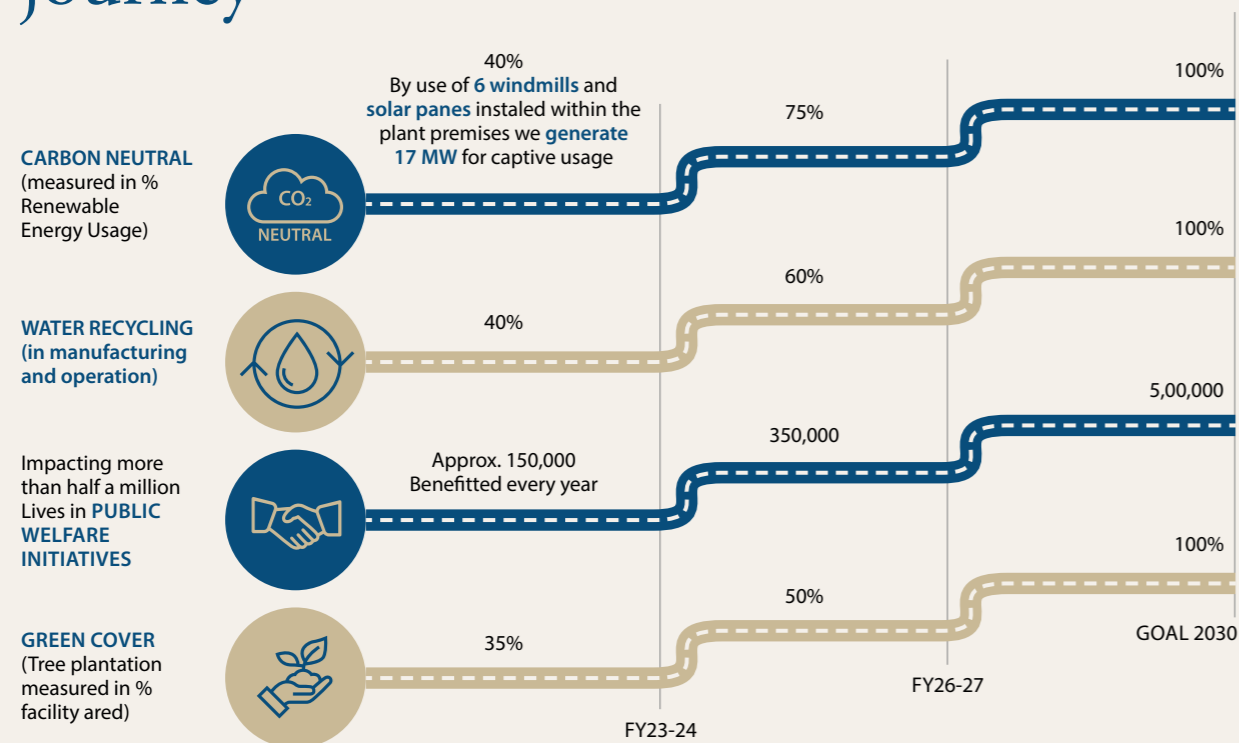 Journey
CARBON NEUTRAL
(measured in %
Renewable
Energy Usage)
CO₂
NEUTRAL
40%
By use of 6 windmills and
solar panes instaled within the
plant premises we generate
17 MW for captive usage
75%
100%
WATER RECYCLING
(in manufacturing
and operation)
40%
60%
100%
Impacting more
than half a million
Lives in PUBLIC
WELFARE
INITIATIVES
Approx. 150,000
Benefitted every year
350,000
5,00,000
GREEN COVER
(Tree plantation
measured in %
facility ared)
35%
50%
100%
FY23-24
FY26-27
GOAL 2030